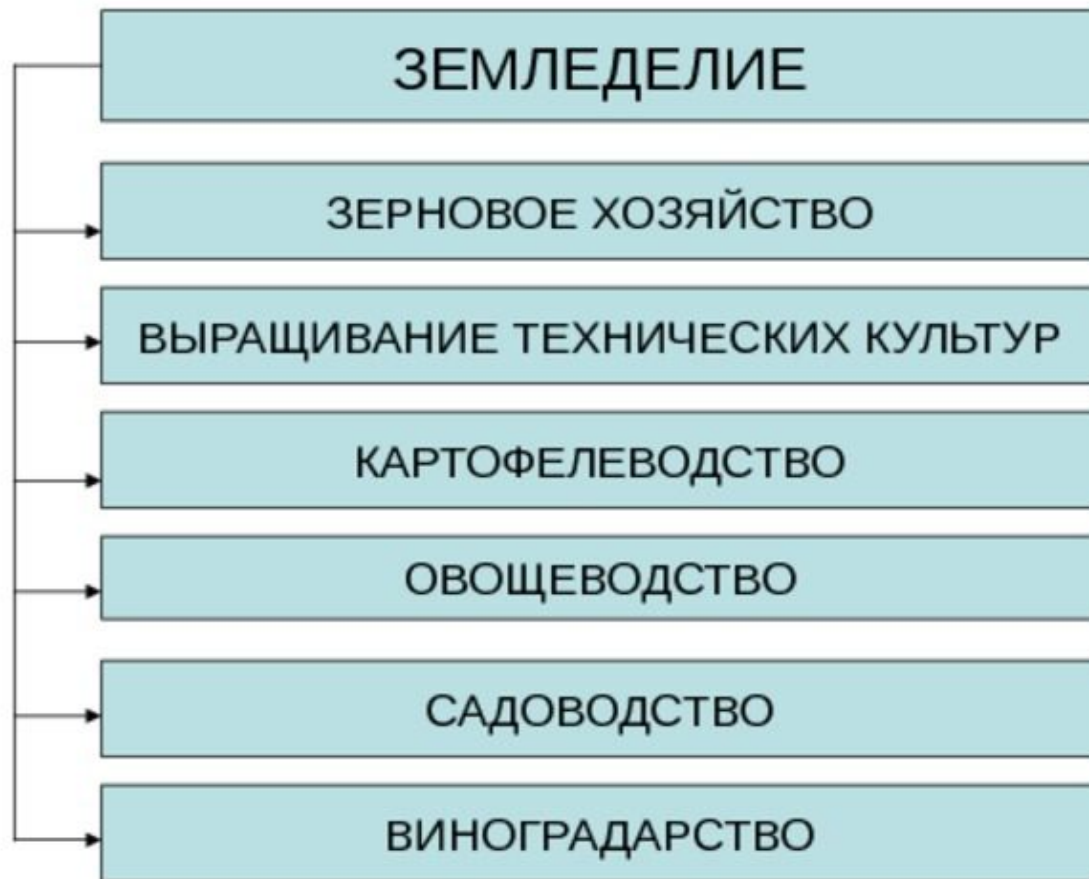 ЗЕМЛЕДЕЛИЕ
ЗЕРНОВОЕ ХОЗЯЙСТВО
ВЫРАЩИВАНИЕ ТЕХНИЧЕСКИХ КУЛЬТУР
КАРТОФЕЛЕВОДСТВО
ОВОЩЕВОДСТВО
САДОВОДСТВО
ВИНОГРАДАРСТВО